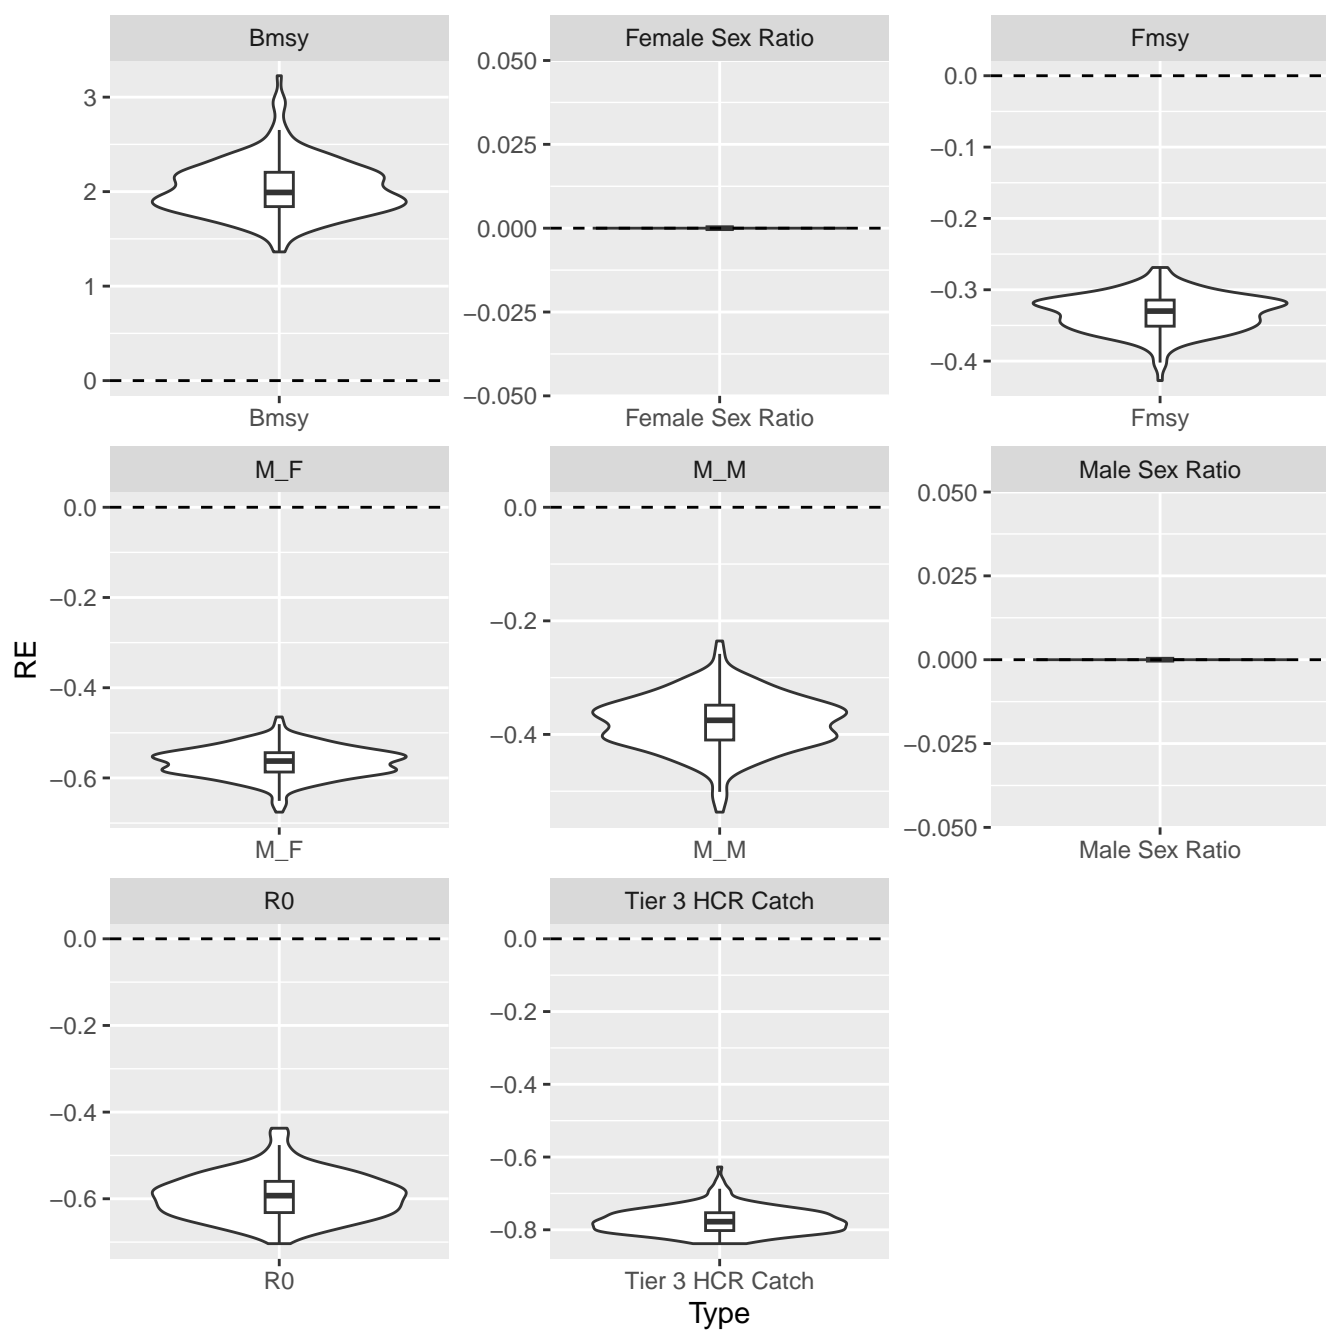 Bmsy
Female Sex Ratio
Fmsy
3
2
1
0
0.050
0.025
0.000
−0.025
−0.050
0.0
−0.1
−0.2
−0.3
−0.4
Bmsy
Female Sex Ratio
Fmsy
M_F
M_M
Male Sex Ratio
0.0
−0.2
−0.4
−0.6
0.0
−0.2
−0.4
0.050
0.025
0.000
−0.025
−0.050
M_F
M_M
Male Sex Ratio
RE
R0
Tier 3 HCR Catch
0.0
−0.2
−0.4
−0.6
0.0
−0.2
−0.4
−0.6
−0.8
R0
Tier 3 HCR Catch
Type